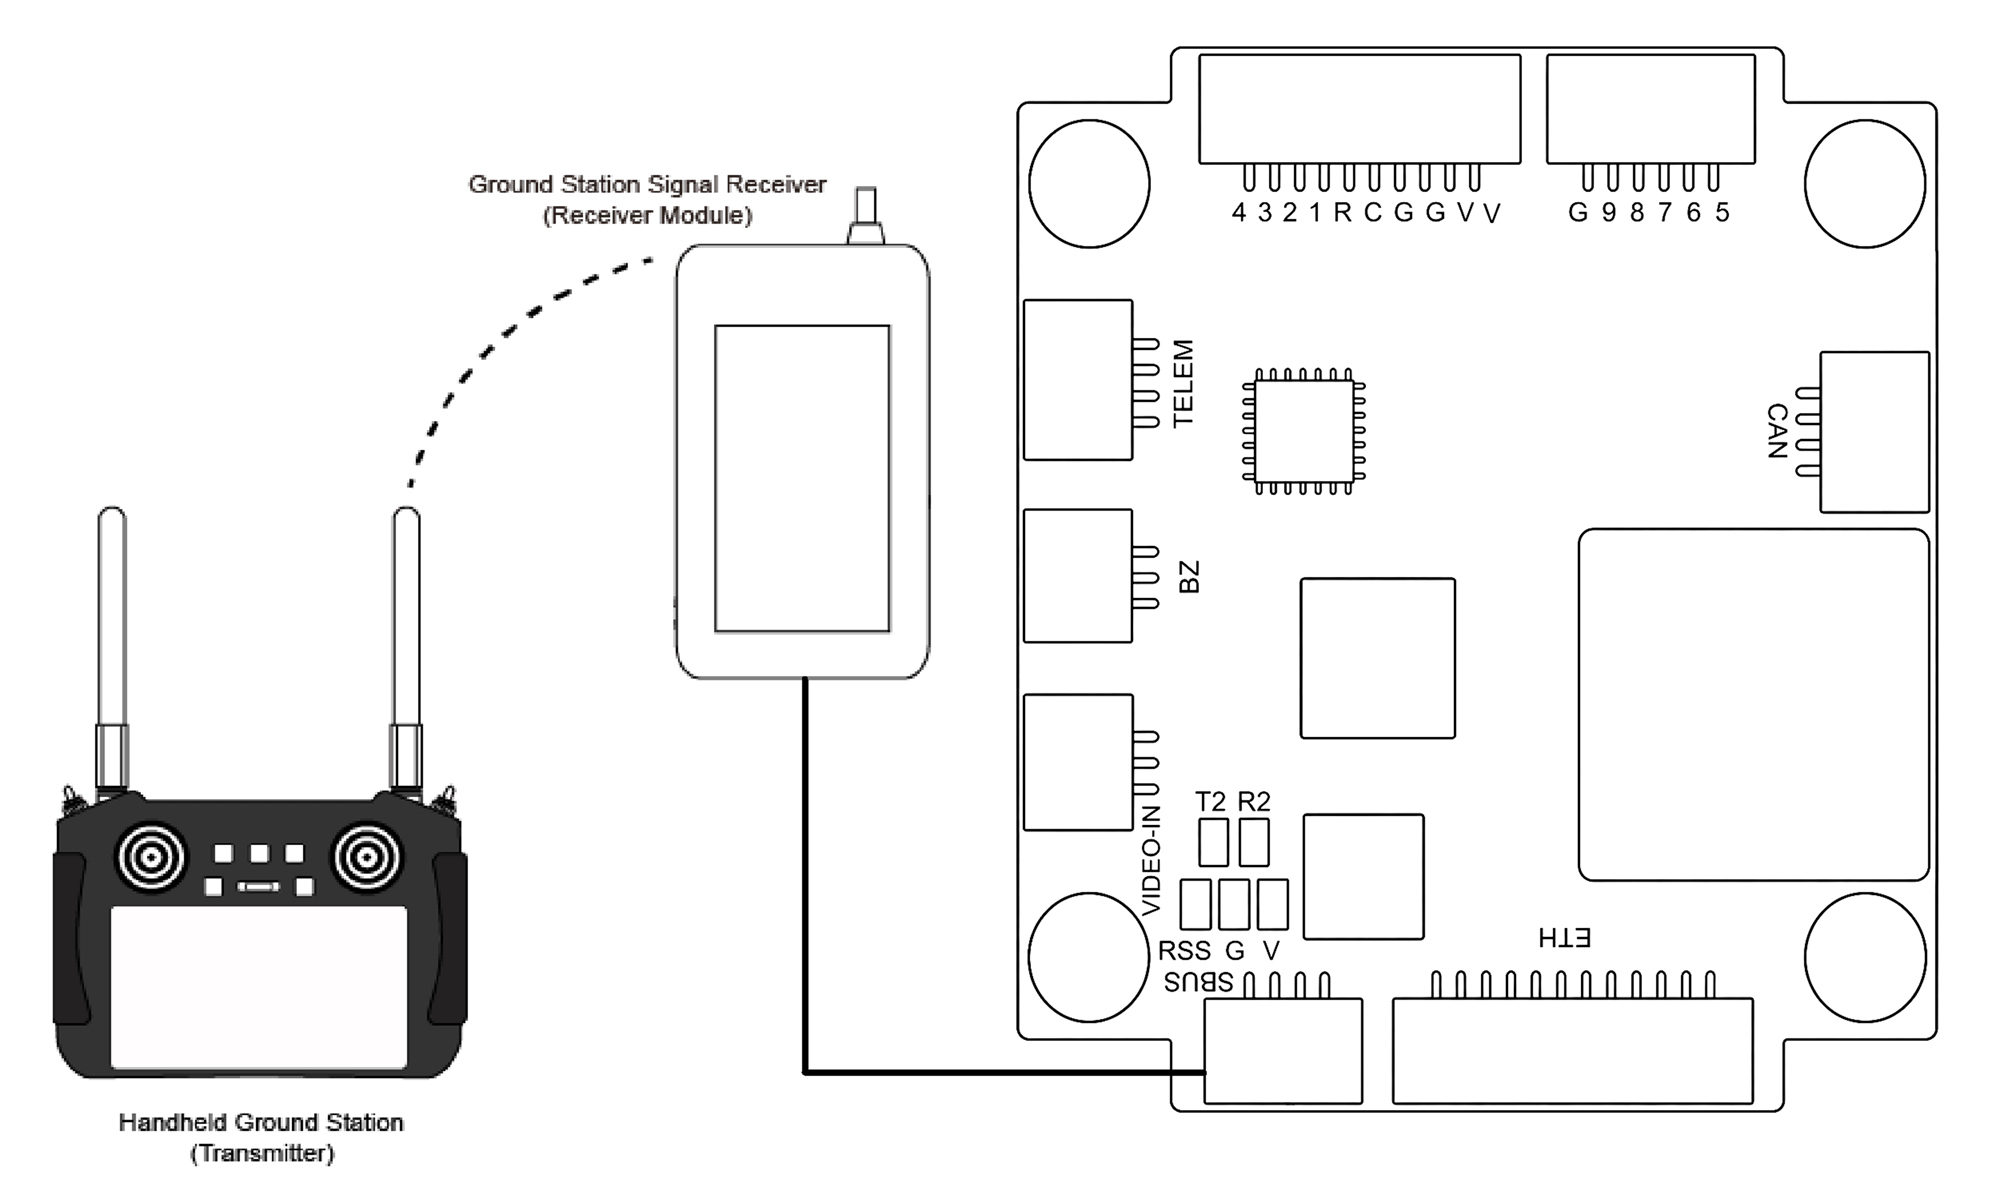 Ground Station Signal Receiver
(Receiver Module)
4 3 2 1 R C G G V V
G 9 8 7 6 5
TELEM
CAN
BZ
VIDEO-IN
T2 R2
RSS G V
SBUS
ETH
Handheld Ground Station
(Transmitter)